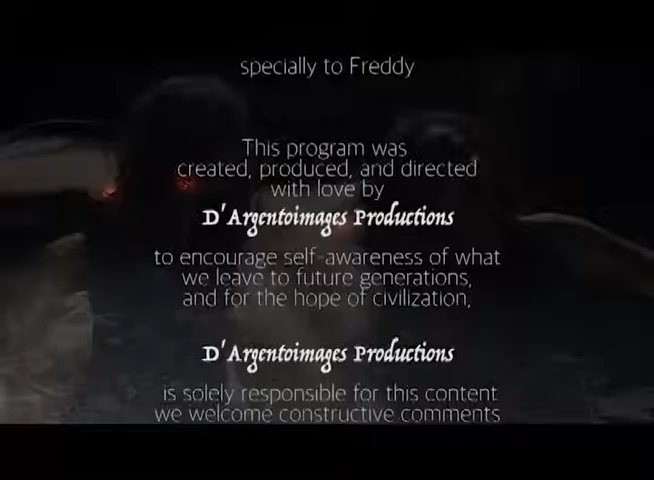 specially to Freddy
This program was
created, produced, and directed
with love by
D'Argentoimages Productions
to encourage self-awareness of what
we leave to future generations,
and for the hope of civilization,
D'Argentoimages Productions
is solely responsible for this content
we welcome constructive comments